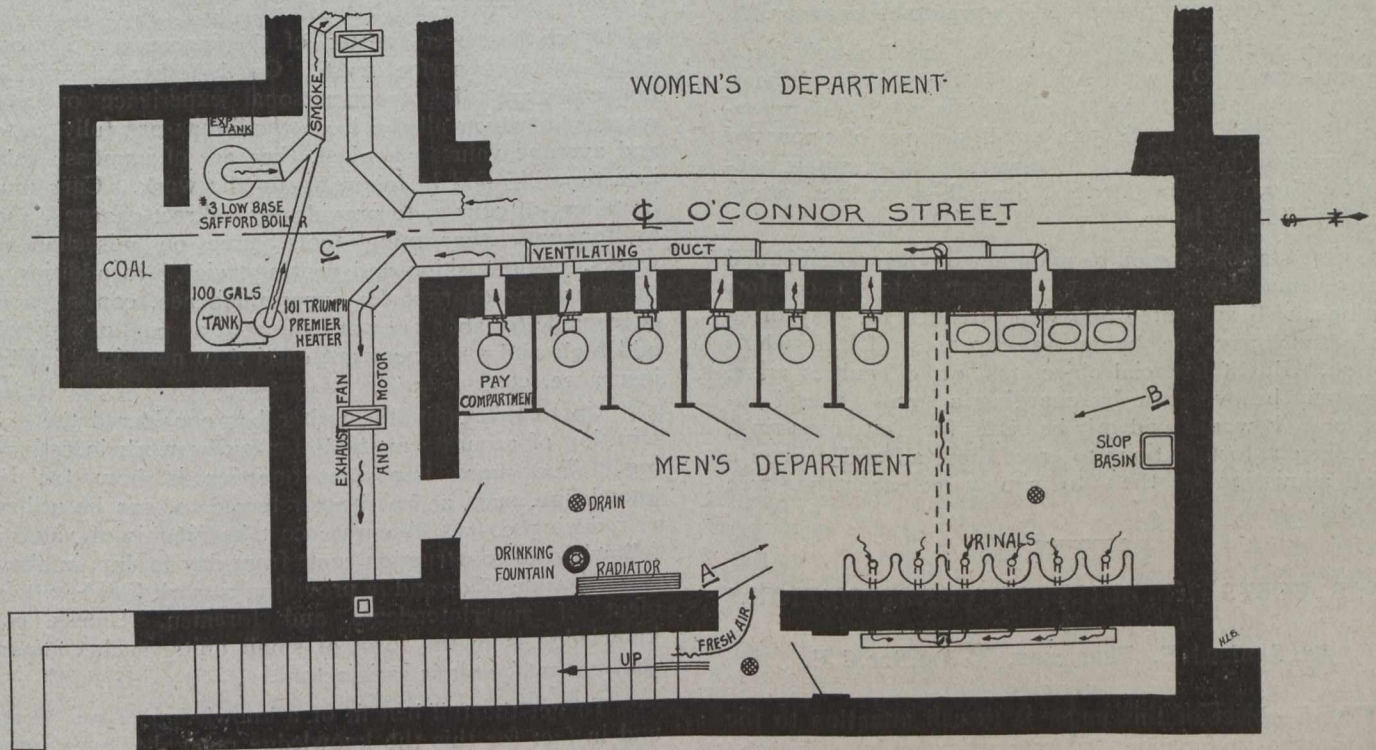 WOMEN'S DEPARTMENT
SMOKE
EXP.
TANK
#3 LOW BASE
SAFFORD BOILER
℄ O'CONNOR STREET
S N
C
COAL
VENTILATING DUCT
100 GALS
TANK
101 TRIUMPH
PREMIER
HEATER
PAY
COMPARTMENT
EXHAUST FAN
AND MOTOR
B
SLOP
BASIN
MEN'S DEPARTMENT
DRAIN
URINALS
DRINKING
FOUNTAIN
RADIATOR
A
FRESH AIR
UP
H.L.B.